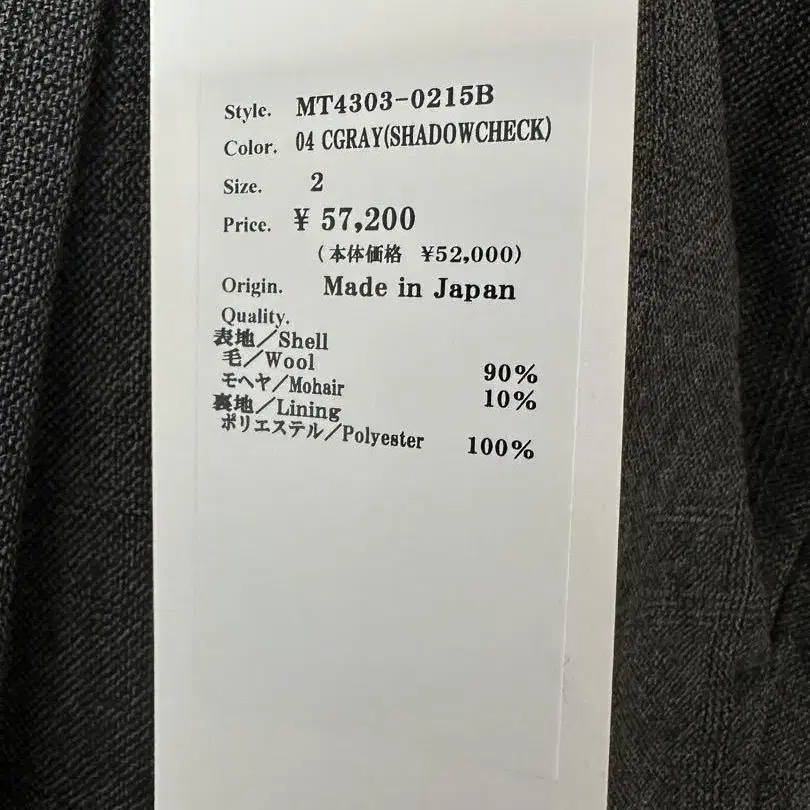 Style. MT4303-0215B
Color. 04 CGRAY(SHADOWCHECK)
Size. 2
Price. ¥ 57,200
(本体価格 ¥52,000)
Origin. Made in Japan
Quality.
表地/Shell
毛/Wool 90%
モヘヤ/Mohair 10%
裏地/Lining
ポリエステル/Polyester 100%